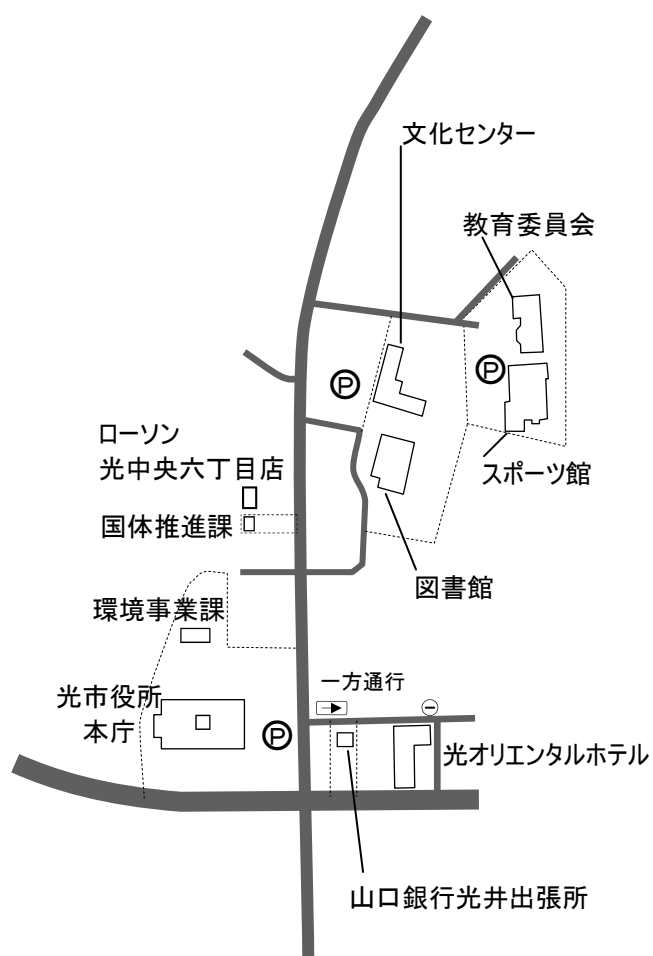 文化センター
教育委員会
Ⓟ
Ⓟ
ローソン
光中央六丁目店
スポーツ館
国体推進課
図書館
環境事業課
一方通行
光市役所
本庁
Ⓟ
光オリエンタルホテル
山口銀行光井出張所